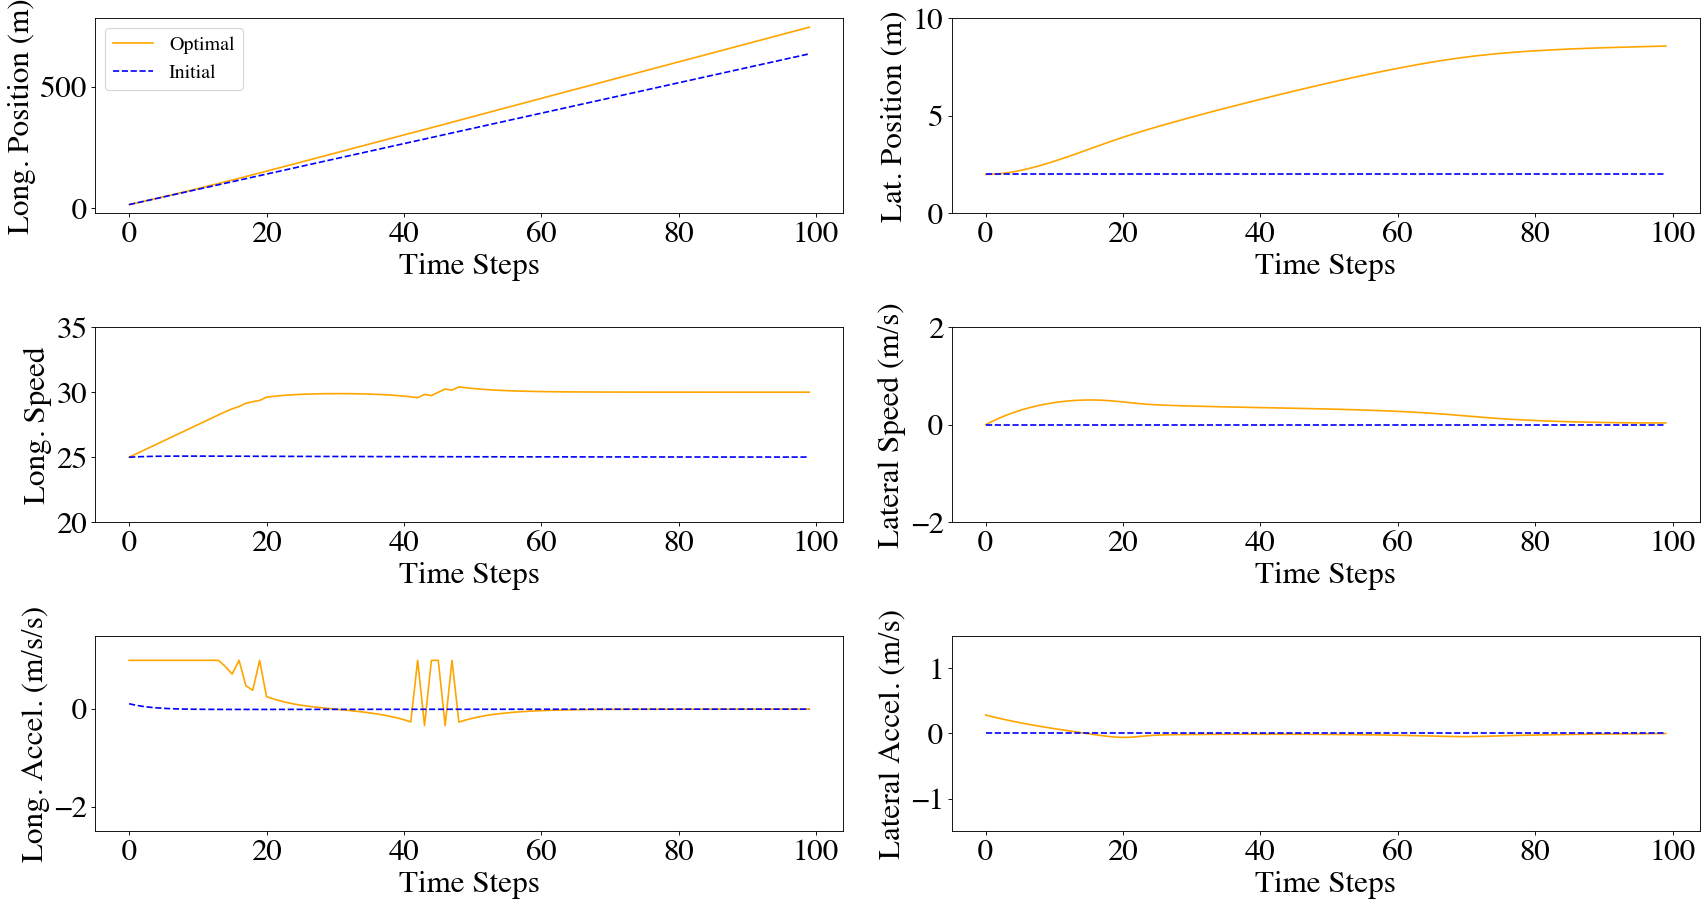 Long. Position (m)
500
0
Optimal
Initial
0 20 40 60 80 100
Time Steps
Lat. Position (m)
10
5
0
0 20 40 60 80 100
Time Steps
Long. Speed
35
30
25
20
0 20 40 60 80 100
Time Steps
Lateral Speed (m/s)
2
0
−2
0 20 40 60 80 100
Time Steps
Long. Accel. (m/s/s)
0
−2
0 20 40 60 80 100
Time Steps
Lateral Accel. (m/s)
1
0
−1
0 20 40 60 80 100
Time Steps